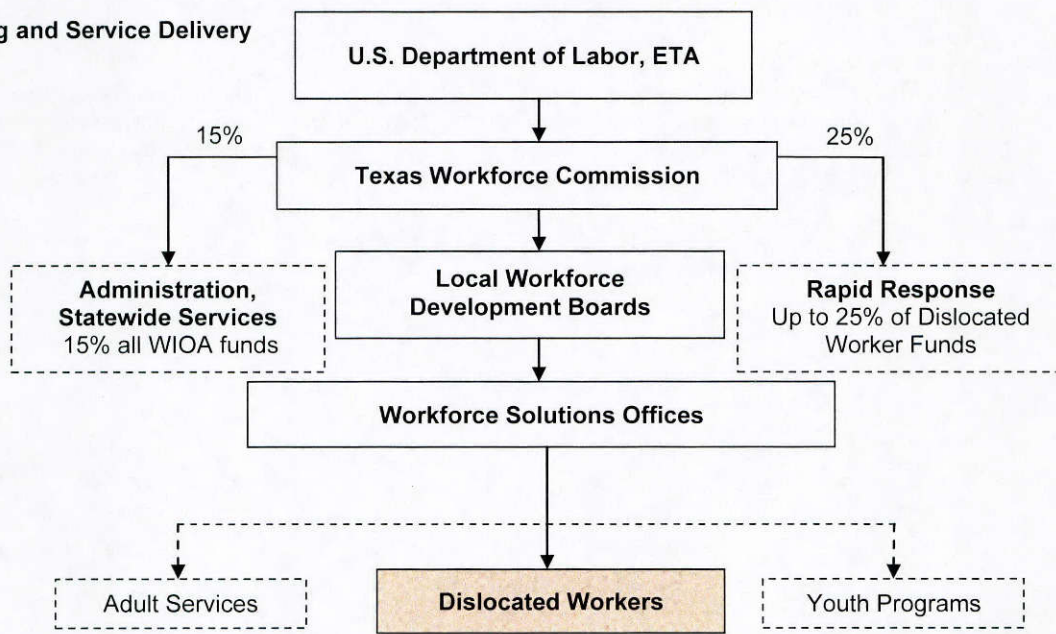 g and Service Delivery
U.S. Department of Labor, ETA
15%
25%
Texas Workforce Commission
Administration,
Statewide Services
15% all WIOA funds
Local Workforce
Development Boards
Rapid Response
Up to 25% of Dislocated
Worker Funds
Workforce Solutions Offices
Adult Services
Dislocated Workers
Youth Programs